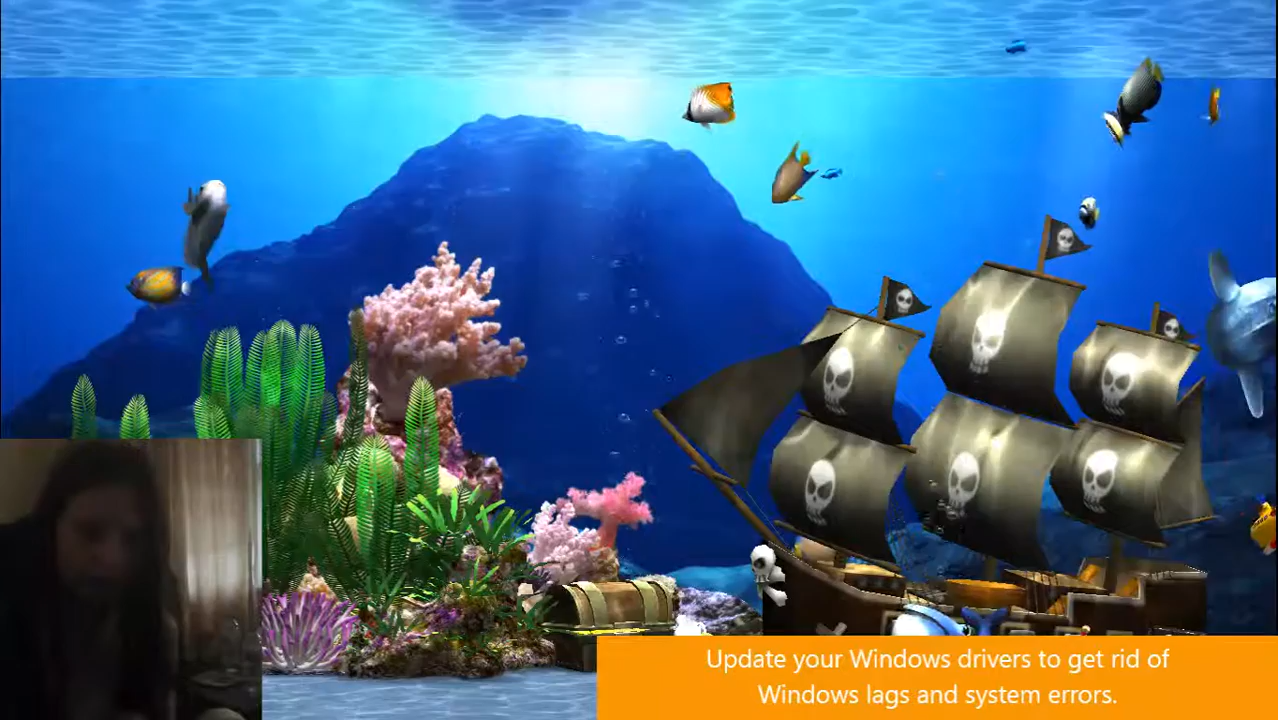 Update your Windows drivers to get rid of
Windows lags and system errors.